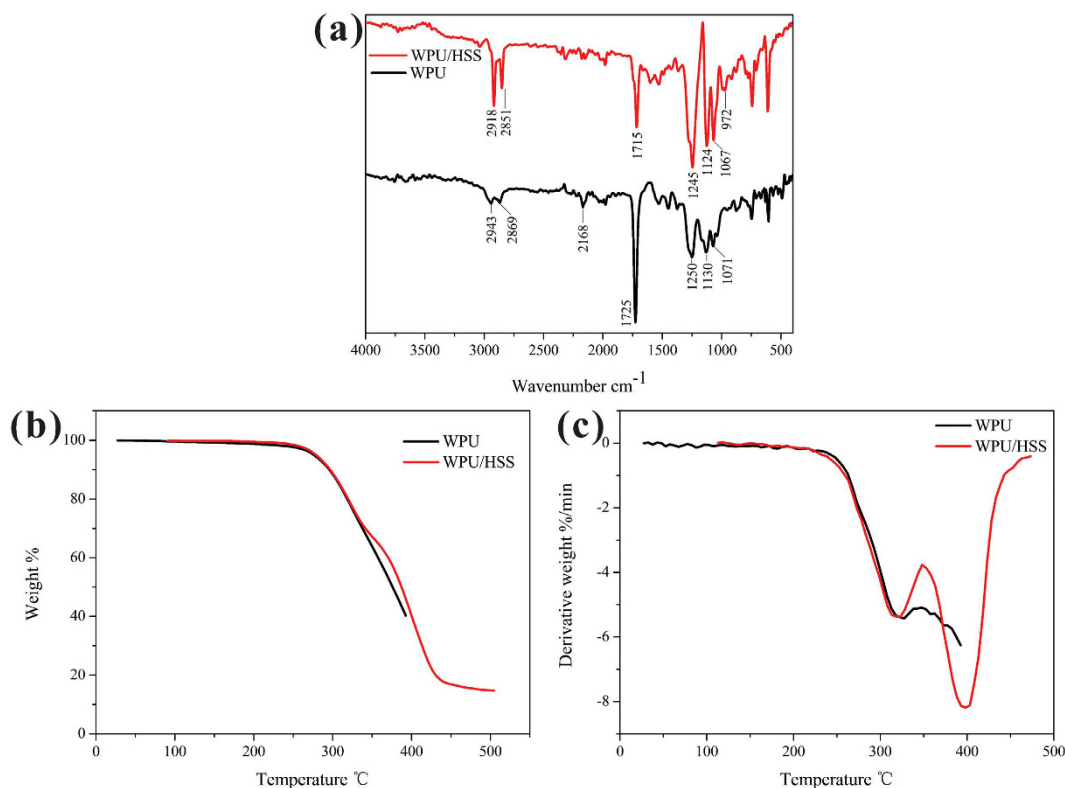 (a)
WPU/HSS
WPU
2918
2851
1715
1245
1124
1067
972
2943
2869
2168
1725
1250
1130
1071
4000 3500 3000 2500 2000 1500 1000 500
Wavenumber cm-1
(b)
WPU
WPU/HSS
Weight %
100
80
60
40
20
0
0 100 200 300 400 500
Temperature ℃
(c)
WPU
WPU/HSS
Derivative weight %/min
0
-2
-4
-6
-8
0 100 200 300 400 500
Temperature ℃